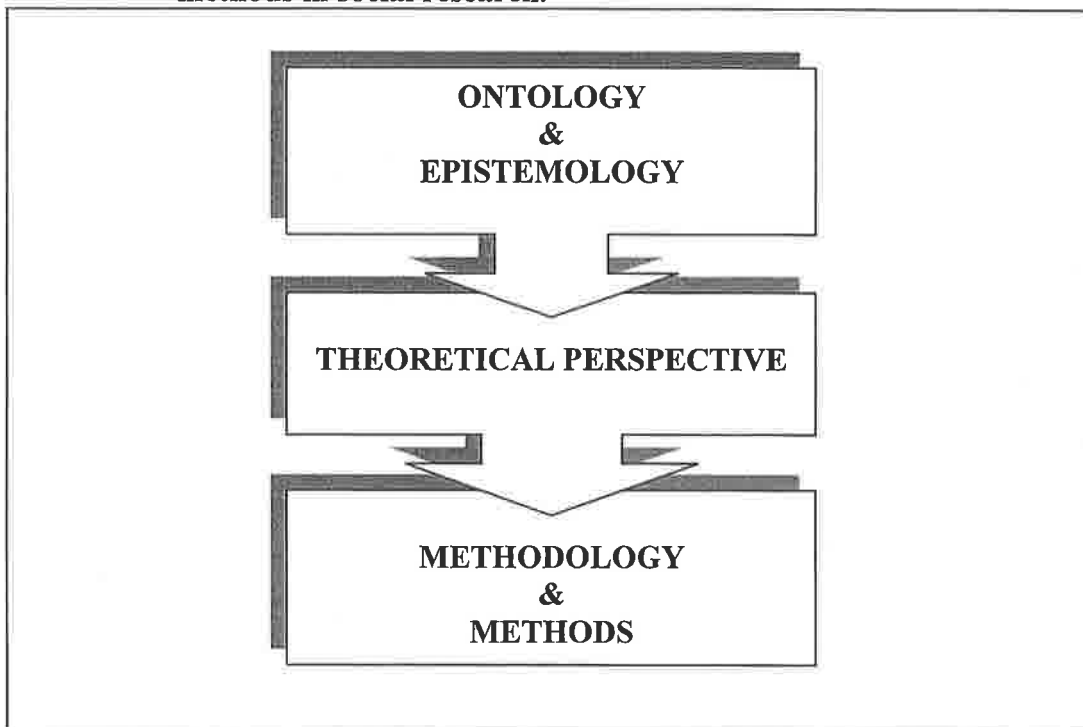 ONTOLOGY
&
EPISTEMOLOGY
THEORETICAL PERSPECTIVE
METHODOLOGY
&
METHODS